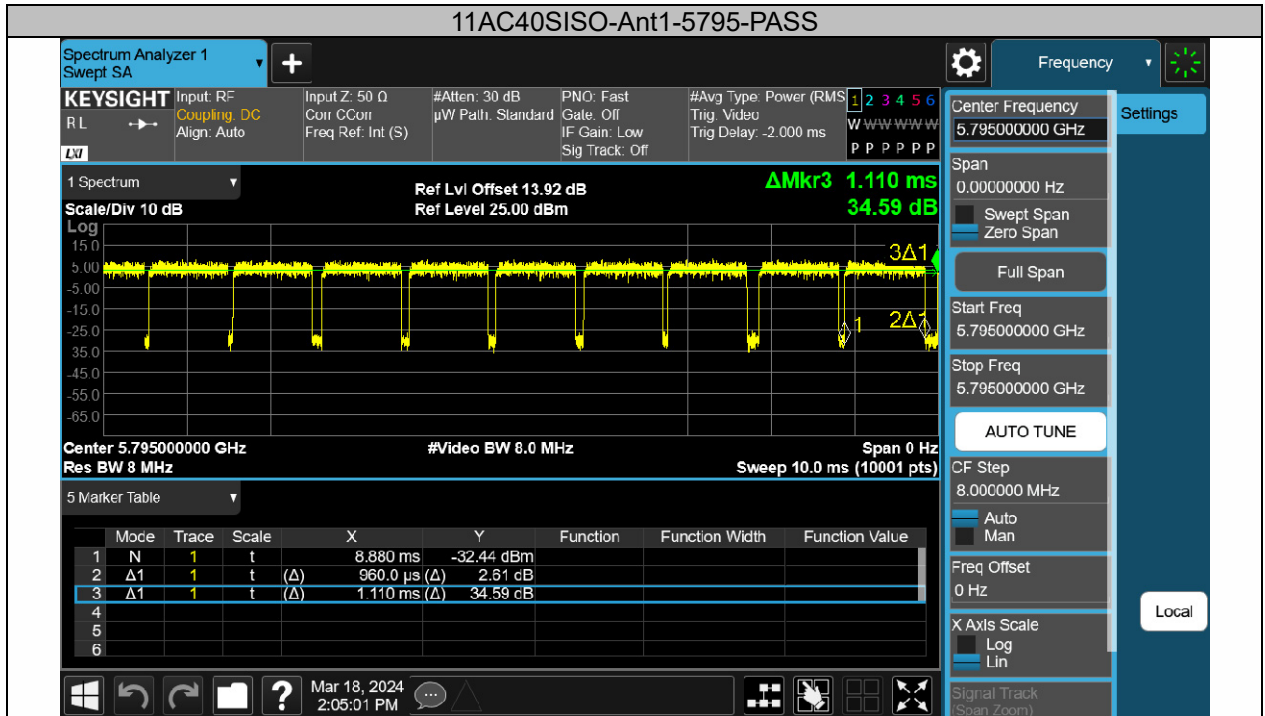 11AC40SISO-Ant1-5795-PASS
Spectrum Analyzer 1
Swept SA
Frequency
KEYSIGHT
RL
LXI
Input: RF
Coupling: DC
Align: Auto
Input Z: 50 Ω
Corr CCorr
Freq Ref: Int (S)
#Atten: 30 dB
µW Path: Standard
PNO: Fast
Gate: Off
IF Gain: Low
Sig Track: Off
#Avg Type: Power (RMS
Trig: Video
Trig Delay: -2.000 ms
1 2 3 4 5 6
W W W W W W
P P P P P P
1 Spectrum
Scale/Div 10 dB
Ref Lvl Offset 13.92 dB
Ref Level 25.00 dBm
ΔMkr3 1.110 ms
34.59 dB
Log
15.0
5.00
-5.00
-15.0
-25.0
35.0
-45.0
-55.0
-65.0
3Δ1
1
2Δ1
Center 5.795000000 GHz
#Video BW 8.0 MHz
Span 0 Hz
Res BW 8 MHz
Sweep 10.0 ms (10001 pts)
5 Marker Table
Mode Trace Scale X Y Function Function Width Function Value
1 N 1 t 8.880 ms -32.44 dBm
2 Δ1 1 t (Δ) 960.0 µs (Δ) 2.61 dB
3 Δ1 1 t (Δ) 1.110 ms (Δ) 34.59 dB
4
5
6
Mar 18, 2024
2:05:01 PM
Center Frequency
5.795000000 GHz
Settings
Span
0.00000000 Hz
Swept Span
Zero Span
Full Span
Start Freq
5.795000000 GHz
Stop Freq
5.795000000 GHz
AUTO TUNE
CF Step
8.000000 MHz
Auto
Man
Freq Offset
0 Hz
X Axis Scale
Log
Lin
Signal Track
(Span Zoom)
Local